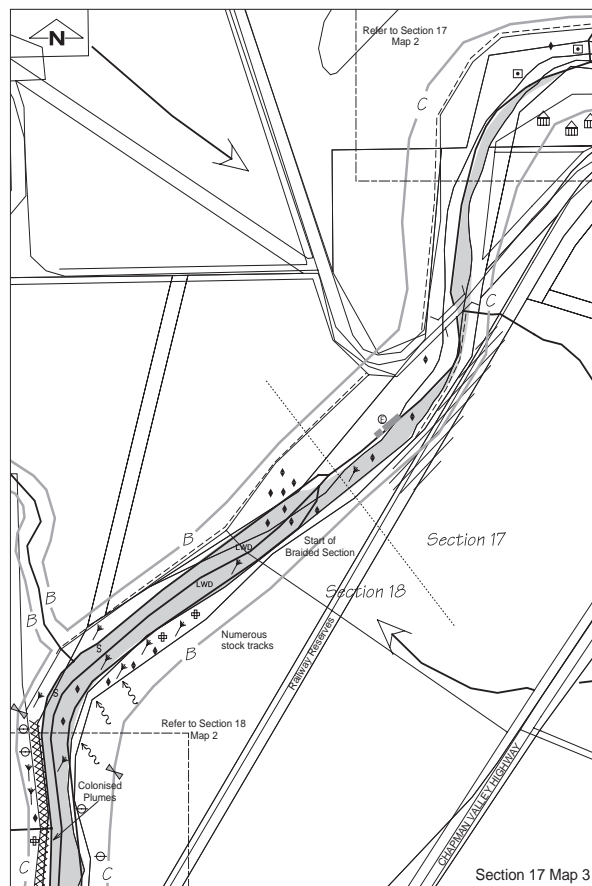 N
Refer to Section 17
Map 2
C
C
E
B
LWD
Start of
Braided Section
Section 17
LWD
Section 18
B
B
S
Numerous
stock tracks
B
Railway Reserves
S
Refer to Section 18
Map 2
Colonised
Plumes
CHAPMAN VALLEY HIGHWAY
C
C
Section 17 Map 3